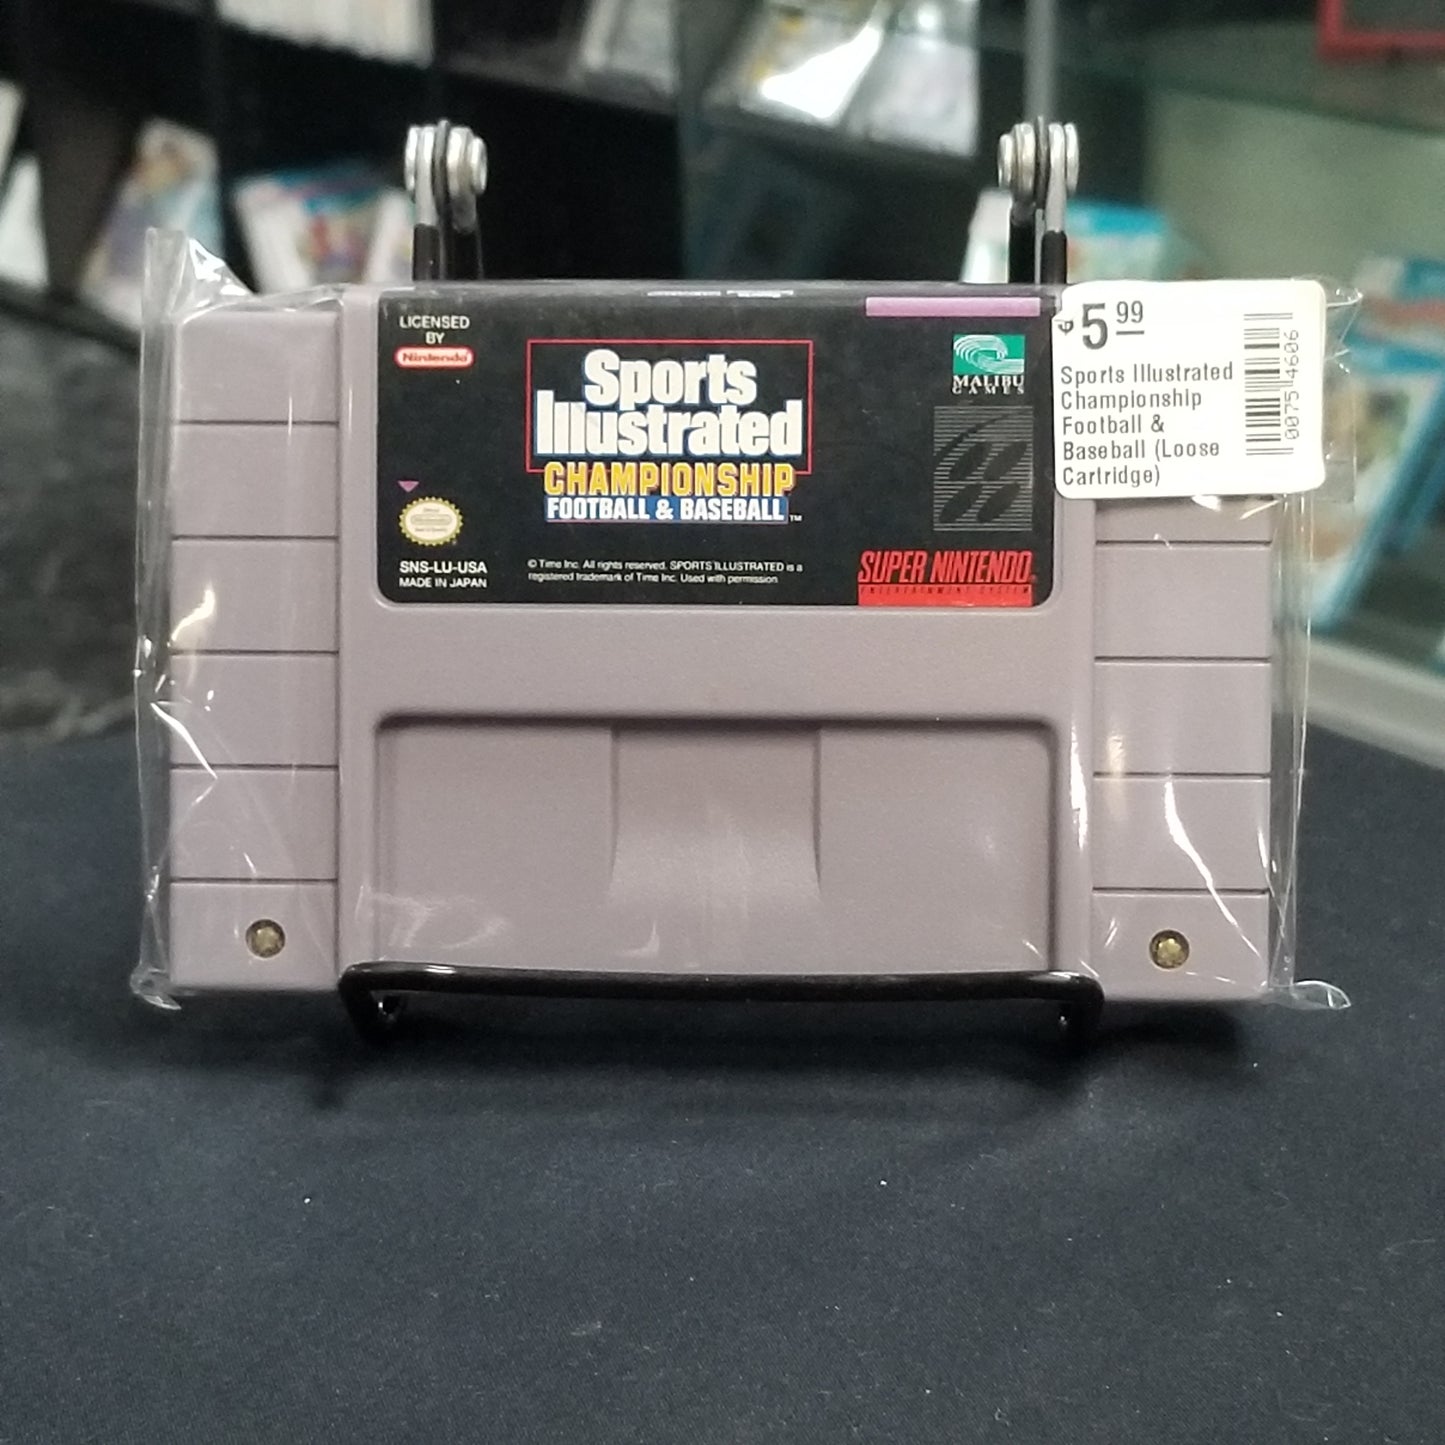 LICENSED
BY
Nintendo
Sports
Illustrated
CHAMPIONSHIP
FOOTBALL & BASEBALL ™
MALIBU
GAMES
SNS-LU-USA
MADE IN JAPAN
© Time Inc. All rights reserved. SPORTS ILLUSTRATED is a
registered trademark of Time Inc. Used with permission.
SUPER NINTENDO
ENTERTAINMENT SYSTEM
$5 99
Sports Illustrated
Championship
Football &
Baseball (Loose
Cartridge)
00754606